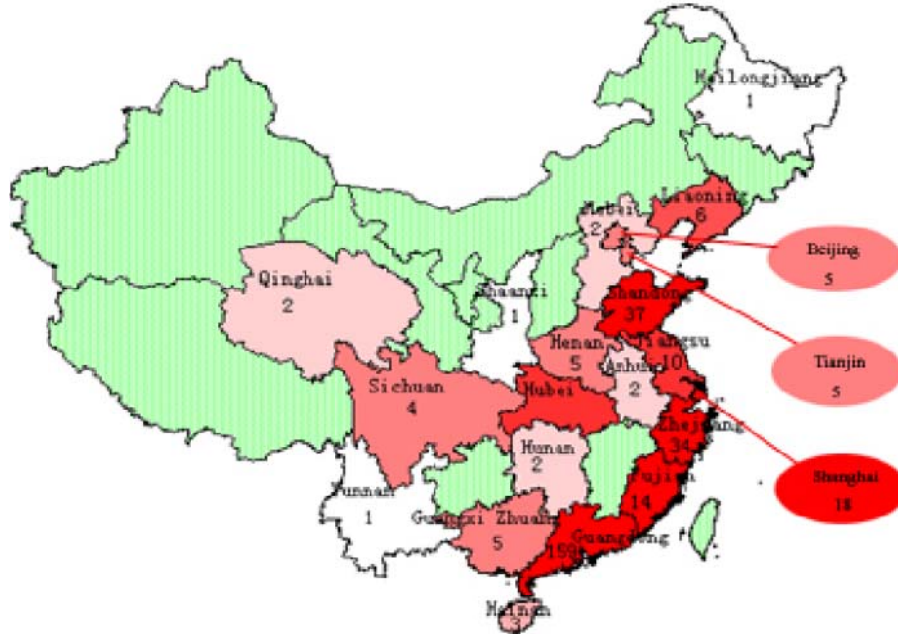 Heilongjiang
1
Liaoning
6
Hebei
2
Beijing
5
Qinghai
2
Shaanxi
1
Shandong
37
Henan
5
Jiangsu
10
Tianjin
5
Anhui
2
Sichuan
4
Hubei
Zhejiang
34
Hunan
2
Shanghai
18
Fujian
14
Yunnan
1
Guangxi Zhuang
5
Guangdong
159
Hainan
3